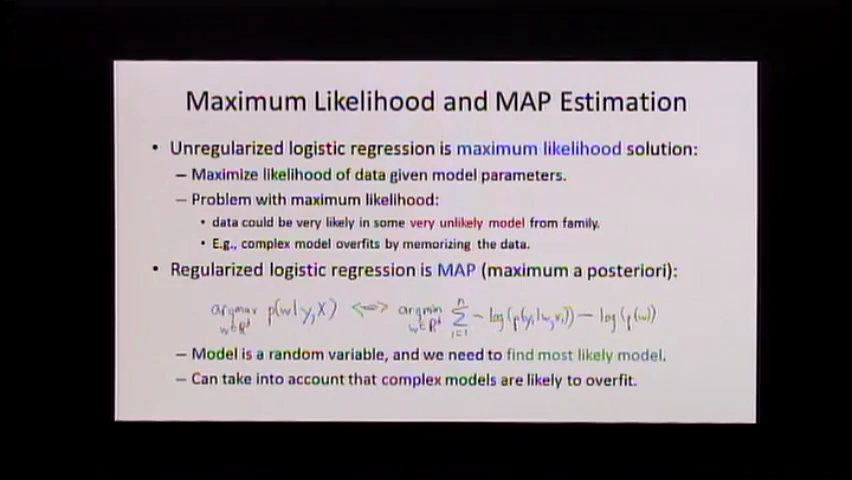 Maximum Likelihood and MAP Estimation
• Unregularized logistic regression is maximum likelihood solution:
– Maximize likelihood of data given model parameters.
– Problem with maximum likelihood:
• data could be very likely in some very unlikely model from family.
• E.g., complex model overfits by memorizing the data.
• Regularized logistic regression is MAP (maximum a posteriori):
argmax w∈ℝᵈ p(w|y,X) <=> argmin w∈ℝᵈ Σ i=1 n -log(p(yᵢ|w,xᵢ)) - log(p(w))
– Model is a random variable, and we need to find most likely model.
– Can take into account that complex models are likely to overfit.